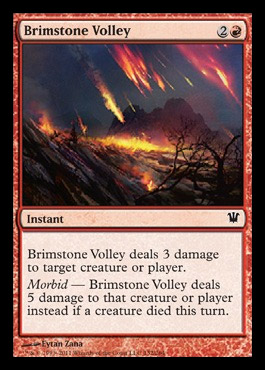 Brimstone Volley 2
Instant
Brimstone Volley deals 3 damage
to target creature or player.
Morbid — Brimstone Volley deals
5 damage to that creature or player
instead if a creature died this turn.
Eytan Zana